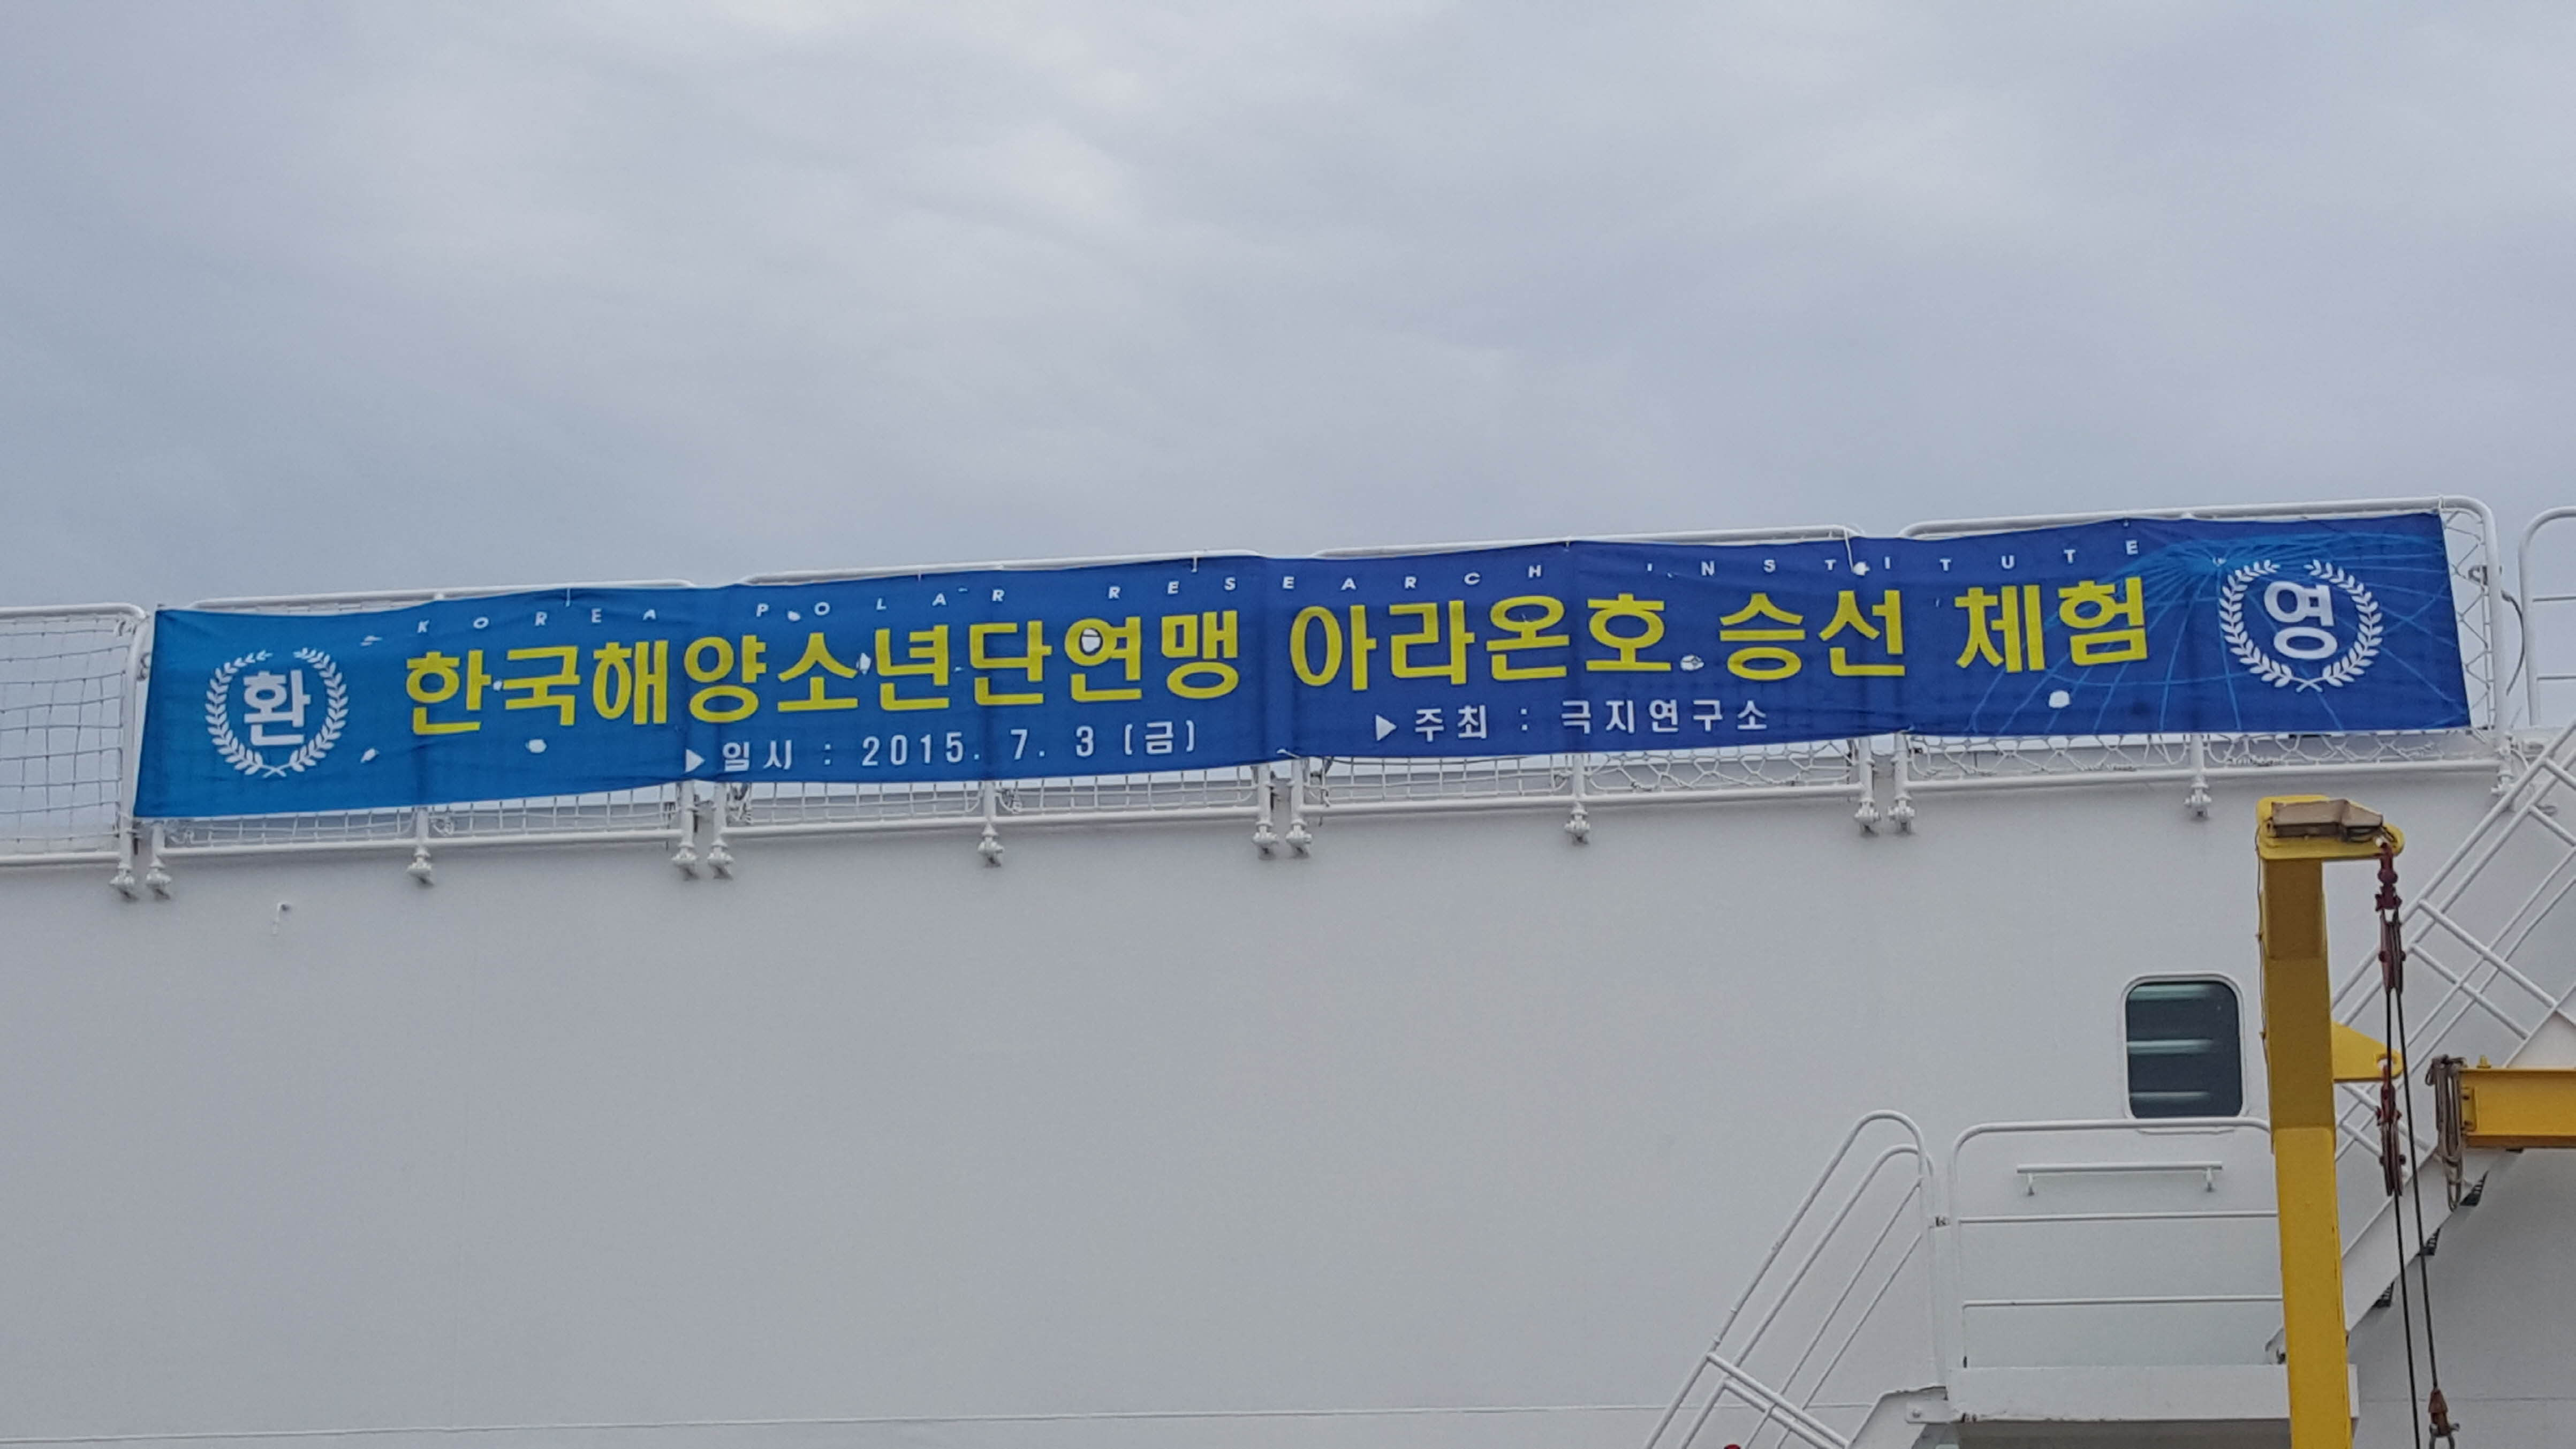 KOREA POLAR RESEARCH INSTITUTE
환 한국해양소년단연맹 아라온호 승선 체험 영
▶일시 : 2015. 7. 3 (금) ▶주최 : 극지연구소